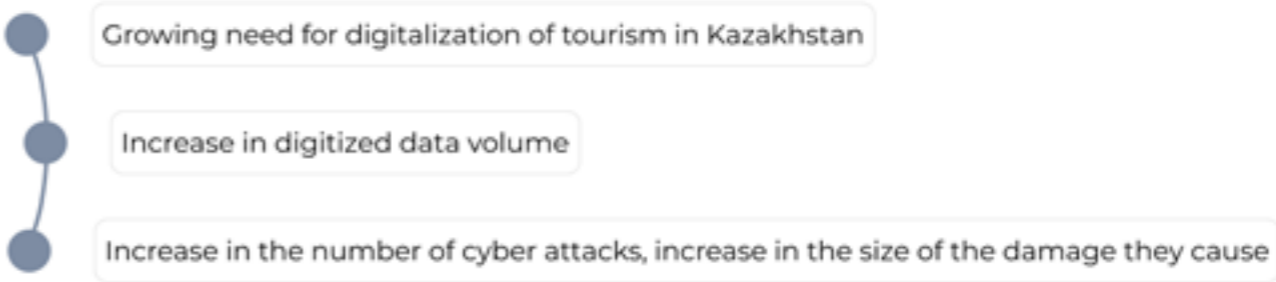 Growing need for digitalization of tourism in Kazakhstan
Increase in digitized data volume
Increase in the number of cyber attacks, increase in the size of the damage they cause